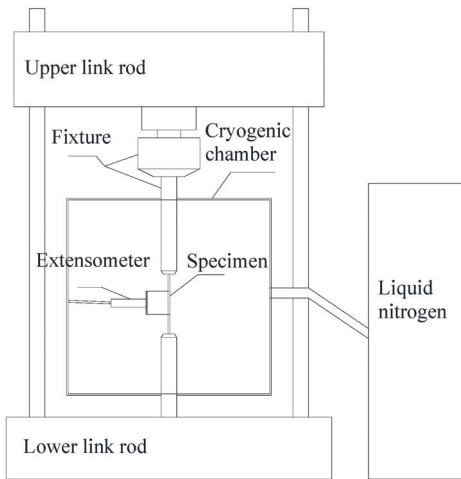 Upper link rod
Fixture
Cryogenic
chamber
Extensometer
Specimen
Liquid
nitrogen
Lower link rod